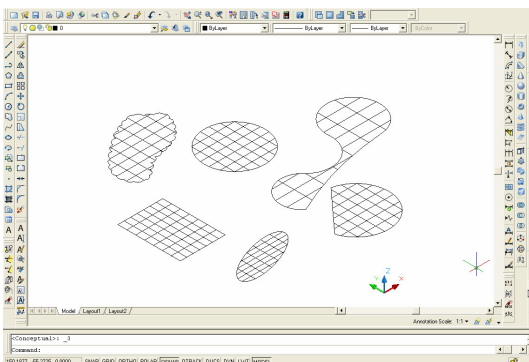 0
ByLayer
ByLayer
ByLayer
ByColor
Z
Y
X
Model
Layout1
Layout2
Annotation Scale: 1:1
<Conceptual>: _3
Command:
SNAP GRID ORTHO POLAR OSNAP OTRACK DUCS DYN LWT MODEL